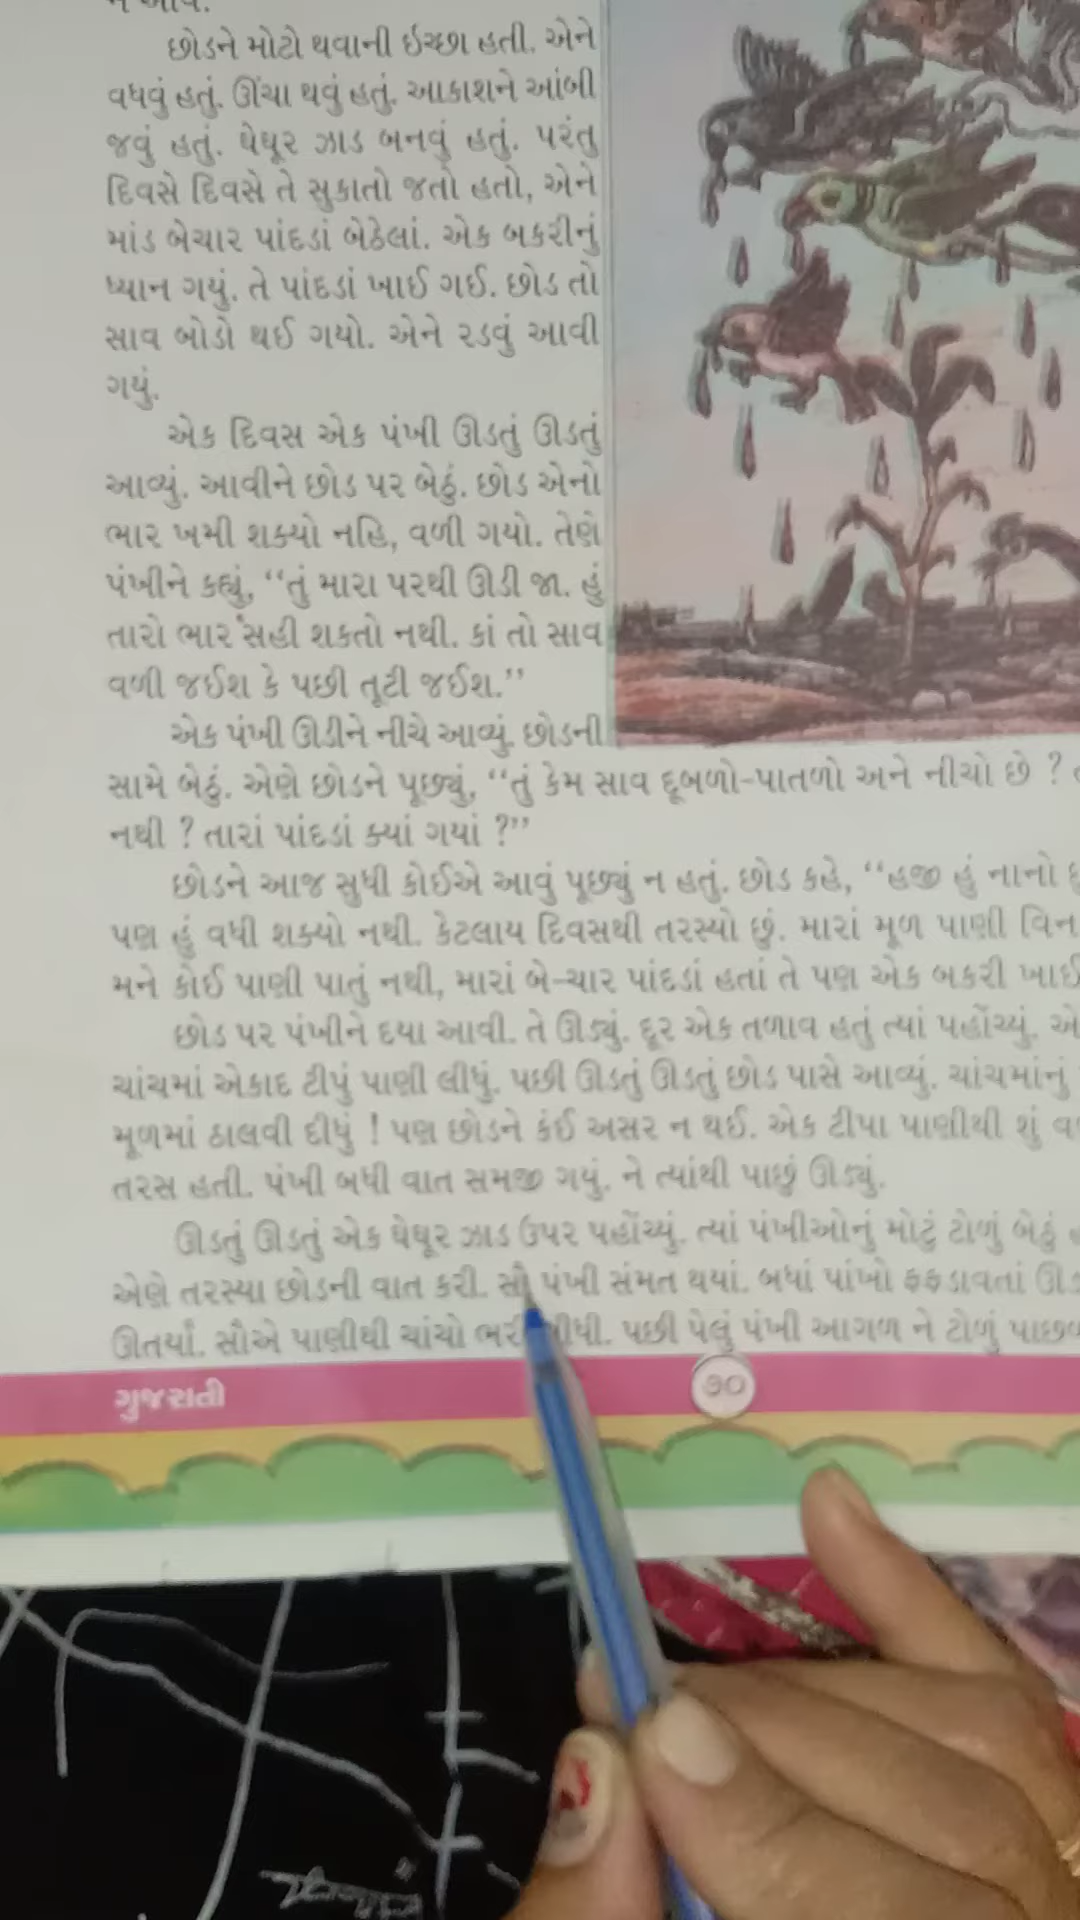 છોડને મોટો થવાની ઇચ્છા હતી. એને
વધવું હતું. ઊંચા થવું હતું. આકાશને આંબી
જવું હતું. ઘેઘૂર ઝાડ બનવું હતું. પરંતુ
દિવસે દિવસે તે સુકાતો જતો હતો, એને
માંડ બેચાર પાંદડાં બેઠેલાં. એક બકરીનું
ધ્યાન ગયું. તે પાંદડાં ખાઈ ગઈ. છોડ તો
સાવ બોડો થઈ ગયો. એને રડવું આવી
ગયું.
એક દિવસ એક પંખી ઊડતું ઊડતું
આવ્યું. આવીને છોડ પર બેઠું. છોડ એનો
ભાર ખમી શક્યો નહિ, વળી ગયો. તેણે
પંખીને કહ્યું, “તું મારા પરથી ઊડી જા. હું
તારો ભાર સહી શકતો નથી. કાં તો સાવ
વળી જઈશ કે પછી તૂટી જઈશ.”
એક પંખી ઊડીને નીચે આવ્યું. છોડની
સામે બેઠું. એણે છોડને પૂછ્યું, “તું કેમ સાવ દૂબળો-પાતળો અને નીચો છે ?
નથી ? તારાં પાંદડાં ક્યાં ગયાં ?”
છોડને આજ સુધી કોઈએ આવું પૂછ્યું ન હતું. છોડ કહે, “હજી હું નાનો
પણ હું વધી શક્યો નથી. કેટલાય દિવસથી તરસ્યો છું. મારાં મૂળ પાણી વિન
મને કોઈ પાણી પાતું નથી, મારાં બે-ચાર પાંદડાં હતાં તે પણ એક બકરી ખાઈ
છોડ પર પંખીને દયા આવી. તે ઊડ્યું. દૂર એક તળાવ હતું ત્યાં પહોંચ્યું. એ
ચાંચમાં એકાદ ટીપું પાણી લીધું. પછી ઊડતું ઊડતું છોડ પાસે આવ્યું. ચાંચમાંનું
મૂળમાં ઠાલવી દીધું ! પણ છોડને કંઈ અસર ન થઈ. એક ટીપા પાણીથી શું
તરસ હતી. પંખી બધી વાત સમજી ગયું. ને ત્યાંથી પાછું ઊડ્યું.
ઊડતું ઊડતું એક ઘેઘૂર ઝાડ ઉપર પહોંચ્યું. ત્યાં પંખીઓનું મોટું ટોળું બેઠું
એણે તરસ્યા છોડની વાત કરી. સૌ પંખી સંમત થયાં. બધાં પાંખો ફફડાવતાં ઊડ
ઊતર્યાં. સૌએ પાણીથી ચાંચો ભરી લીધી. પછી પેલું પંખી આગળ ને ટોળું પાછળ
ગુજરાતી
૭૦